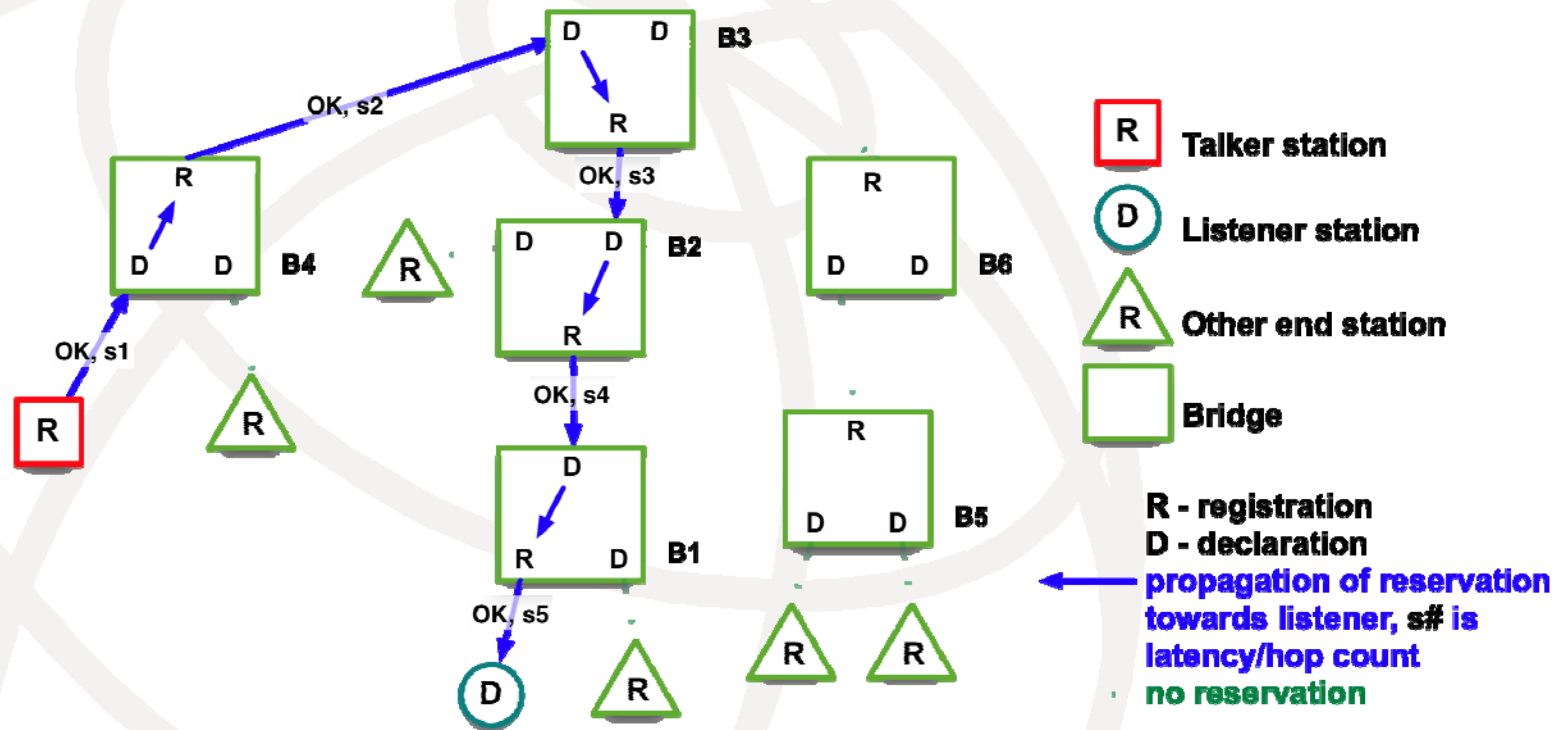 D D B3
R
OK, s2
OK, s3
R
D D B4
R
D D B2
R
R
D D B6
OK, s1
OK, s4
R
R
D
R D B1
R
D D B5
OK, s5
D
R
R
R
R Talker station
D Listener station
R Other end station
Bridge
R - registration
D - declaration
propagation of reservation
towards listener, s# is
latency/hop count
no reservation